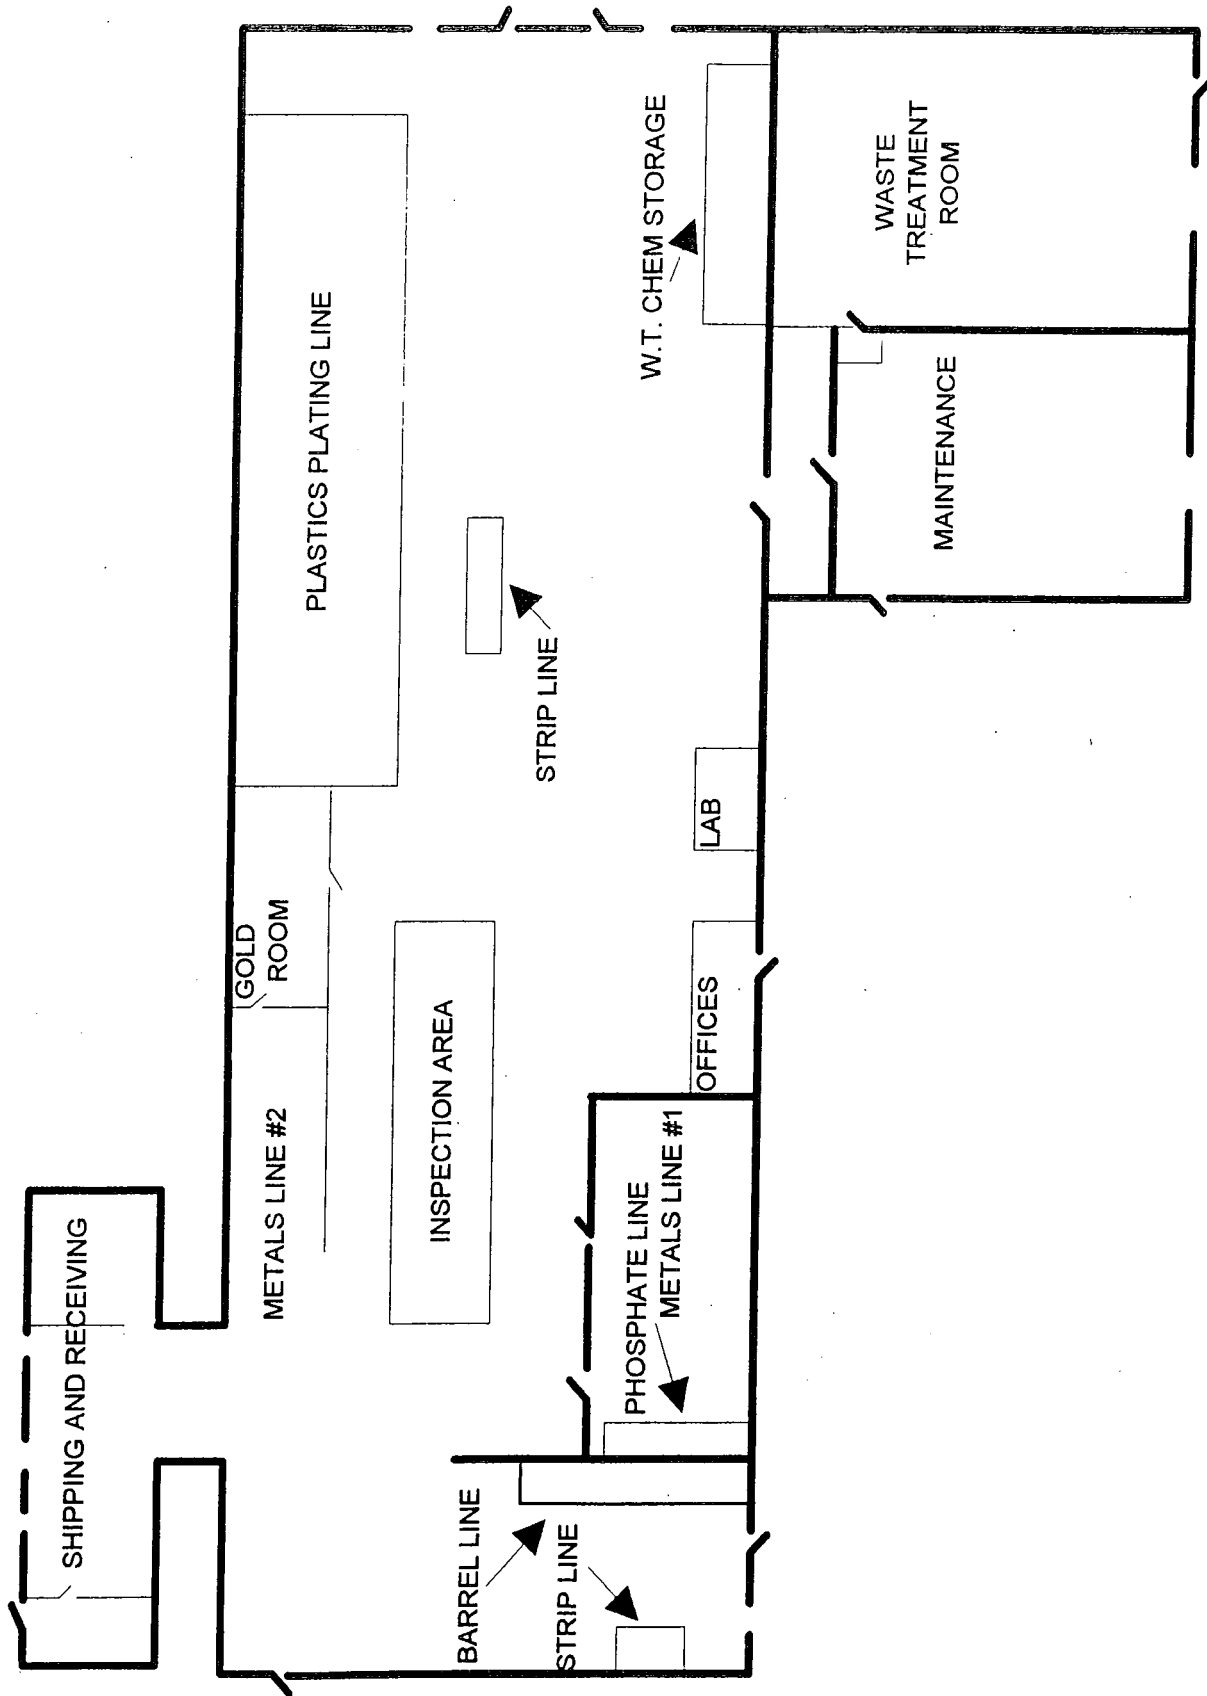 SHIPPING AND RECEIVING
METALS LINE #2
GOLD
ROOM
PLASTICS PLATING LINE
INSPECTION AREA
STRIP LINE
BARREL LINE
STRIP LINE
PHOSPHATE LINE
METALS LINE #1
OFFICES
LAB
W.T. CHEM STORAGE
MAINTENANCE
WASTE
TREATMENT
ROOM